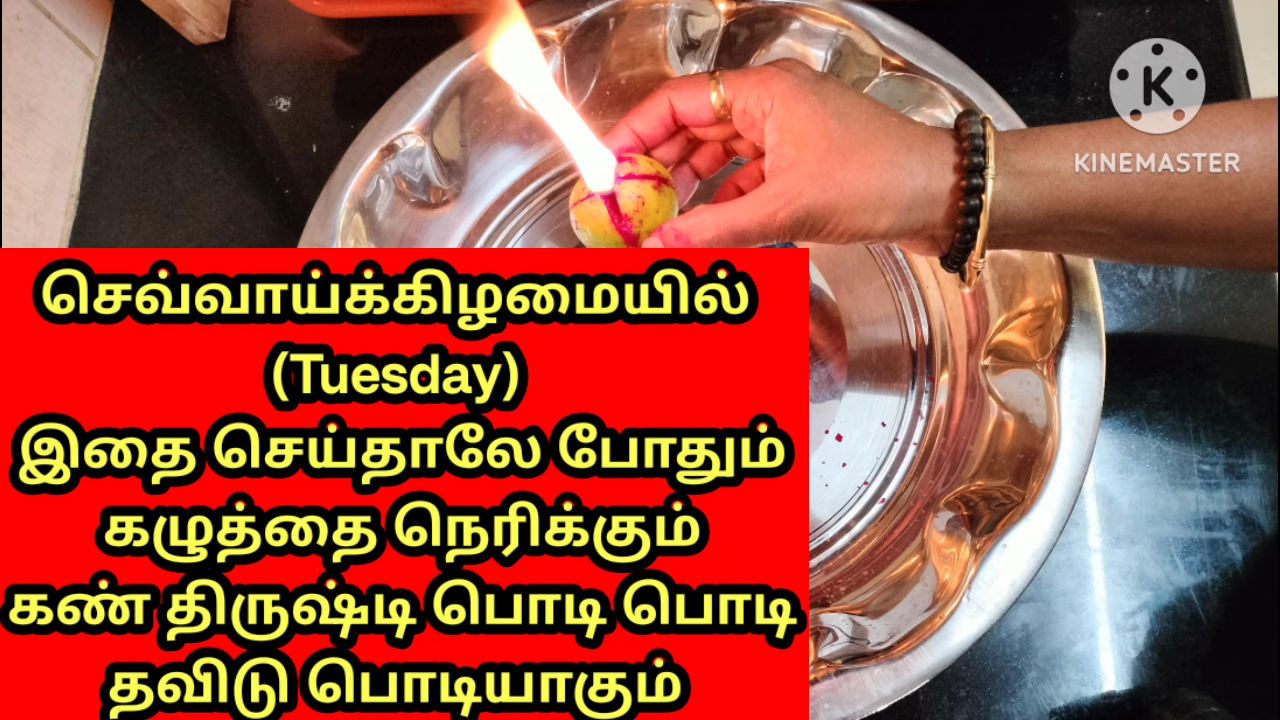 K
KINEMASTER
செவ்வாய்க்கிழமையில்
(Tuesday)
இதை செய்தாலே போதும்
கழுத்தை நெரிக்கும்
கண் திருஷ்டி பொடி பொடி
தவிடு பொடியாகும்